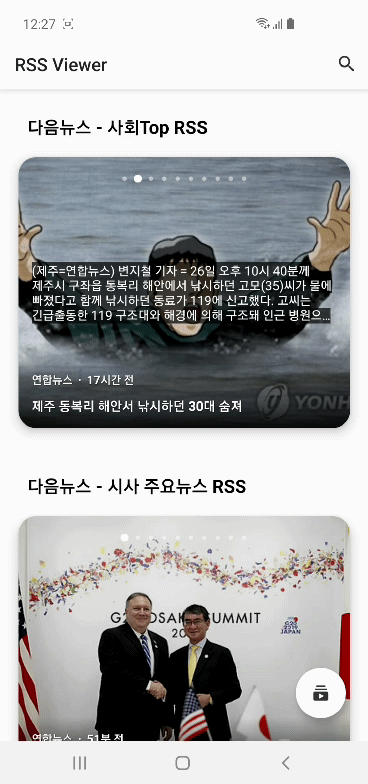 12:27
RSS Viewer
다음뉴스 - 사회Top RSS
(제주=연합뉴스) 변지철 기자 = 26일 오후 10시 40분께
제주시 구좌읍 동복리 해안에서 낚시하던 고모(35)씨가 물에
빠졌다고 함께 낚시하던 동료가 119에 신고했다. 고씨는
긴급출동한 119 구조대와 해경에 의해 구조돼 인근 병원으...
연합뉴스 · 17시간 전
YONH
제주 동복리 해안서 낚시하던 30대 숨져
다음뉴스 - 시사 주요뉴스 RSS
SUMMIT
G20
2019
JAPAN
연합뉴스 · 51분 전